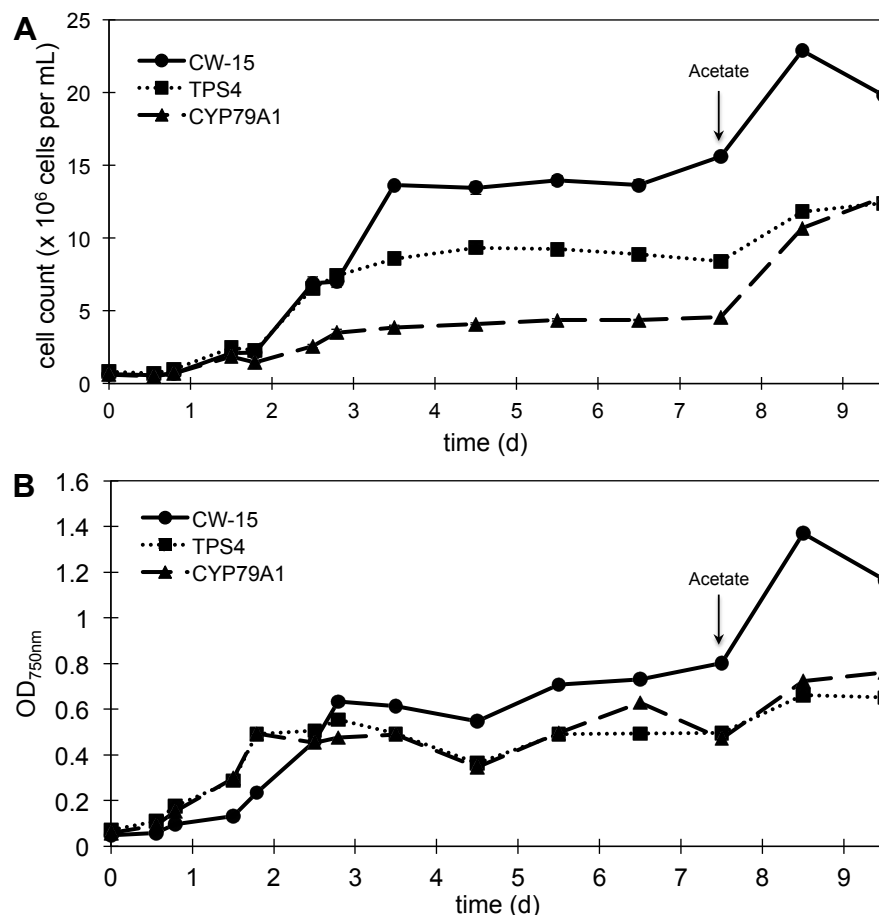 A
cell count (x 10⁶ cells per mL)
25
20
15
10
5
0
CW-15
TPS4
CYP79A1
Acetate
0 1 2 3 4 5 6 7 8 9
time (d)
B
OD750nm
1.6
1.4
1.2
1
0.8
0.6
0.4
0.2
0
CW-15
TPS4
CYP79A1
Acetate
0 1 2 3 4 5 6 7 8 9
time (d)